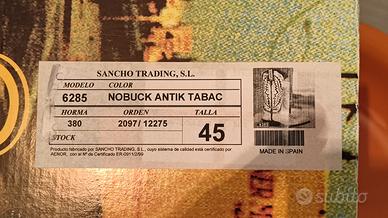 SANCHO TRADING, S.L.
MODELO COLOR
6285 NOBUCK ANTIK TABAC
HORMA ORDEN TALLA
380 2097/ 12275 45
STOCK
Producto fabricado por SANCHO TRADING, S.L., cuyo sistema de calidad está certificado por
AENOR, con el Nº de Certificado ER-0911/2/99
MADE IN SPAIN
subito